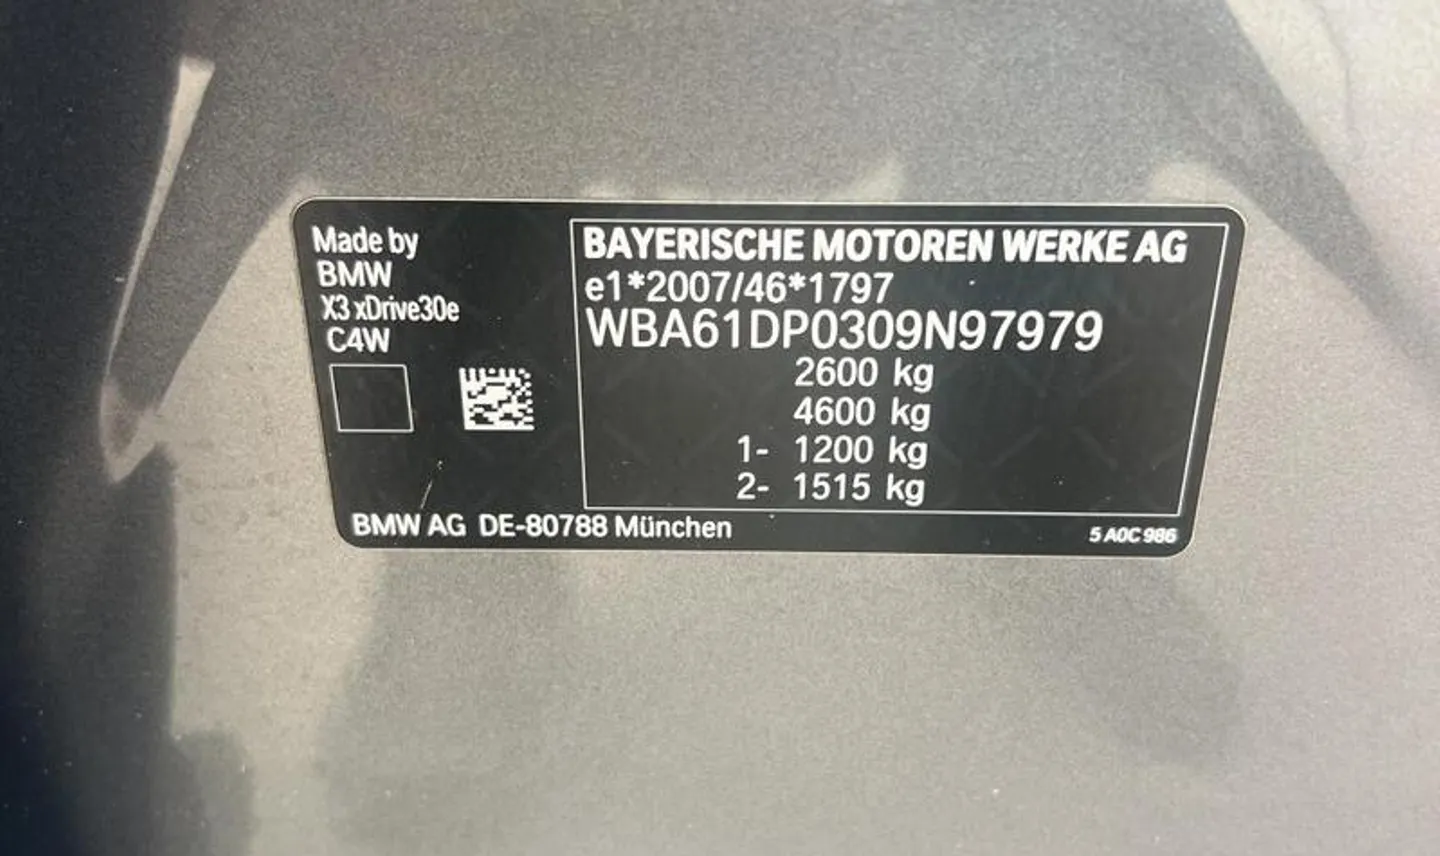 Made by
BMW
X3 xDrive30e
C4W
BAYERISCHE MOTOREN WERKE AG
e1*2007/46*1797
WBA61DP0309N97979
2600 kg
4600 kg
1- 1200 kg
2- 1515 kg
BMW AG DE-80788 München
5 A0C 986